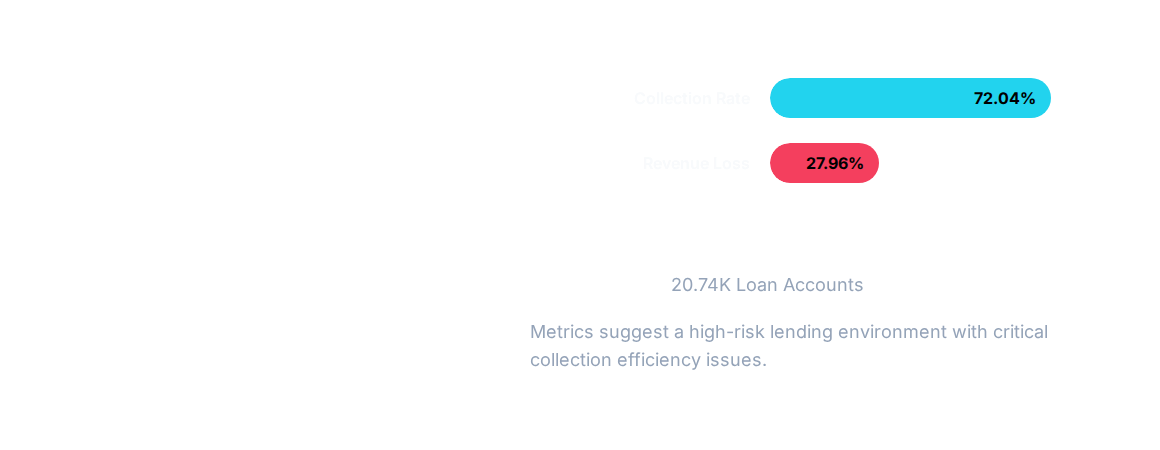 Collection Rate 72.04%
Revenue Loss 27.96%
20.74K Loan Accounts
Metrics suggest a high-risk lending environment with critical
collection efficiency issues.